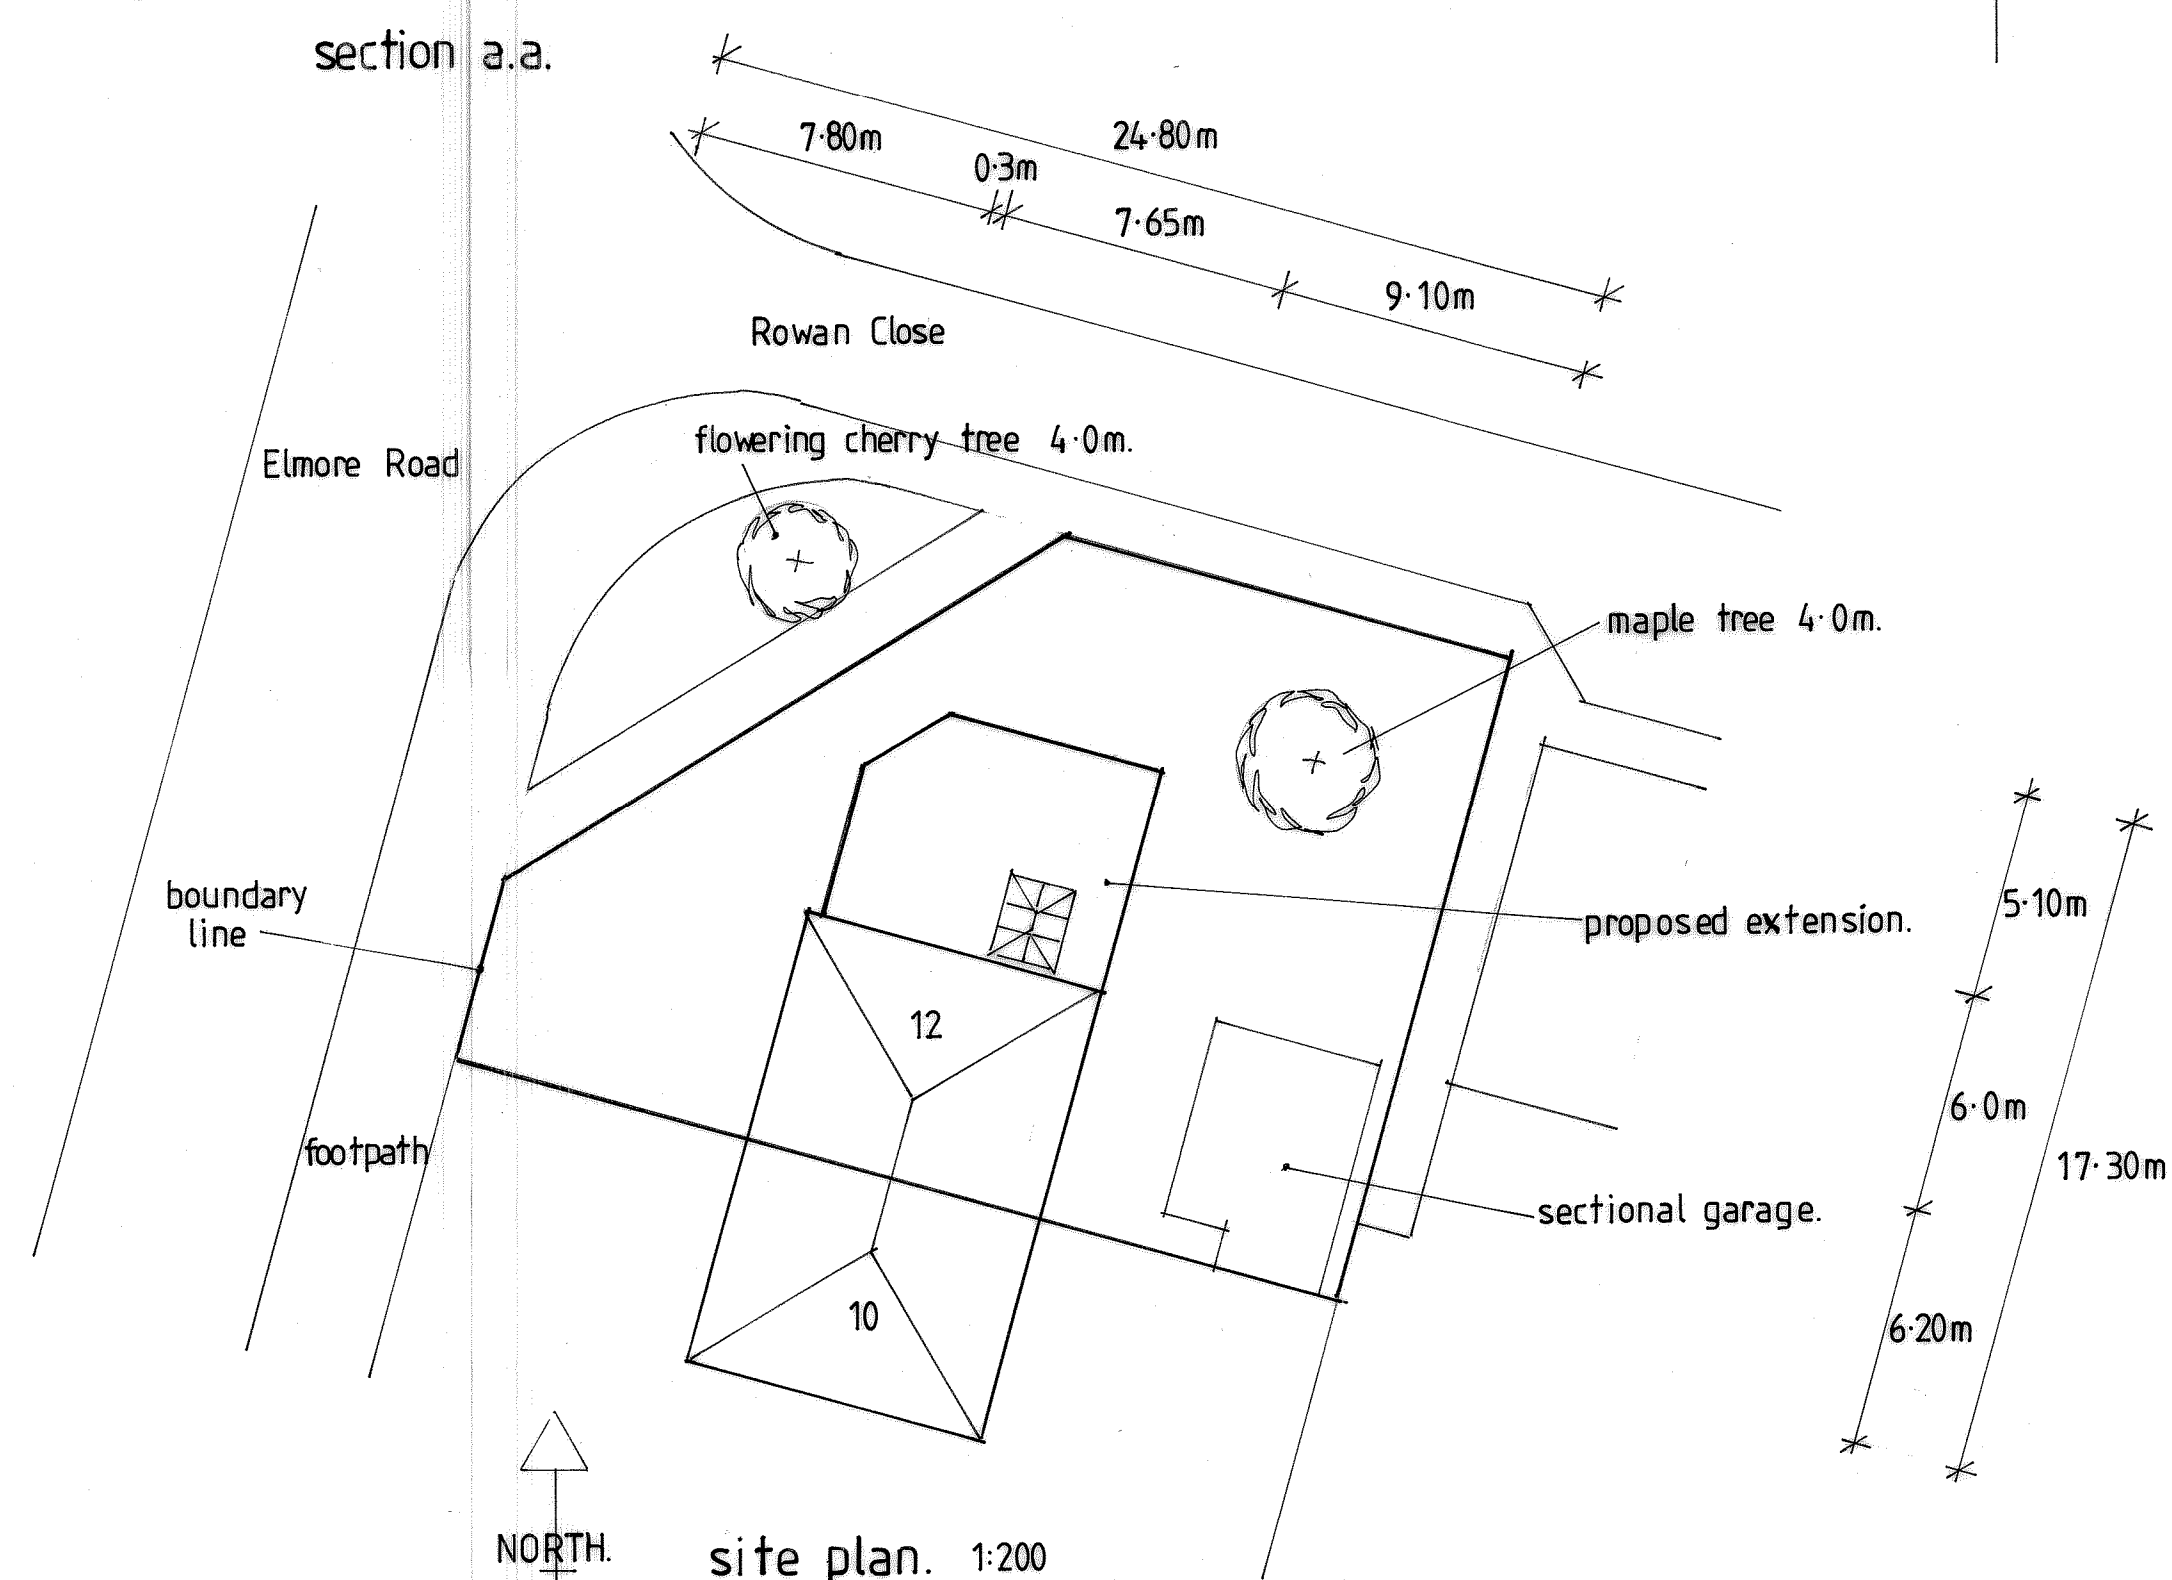 section a.a.
24·80m
7·80m
0·3m
7·65m
9·10m
Rowan Close
flowering cherry tree 4·0m.
Elmore Road
maple tree 4·0m.
boundary
line
proposed extension.
5·10m
12
6·0m
footpath
17·30m
sectional garage.
10
6·20m
NORTH.
site plan. 1:200